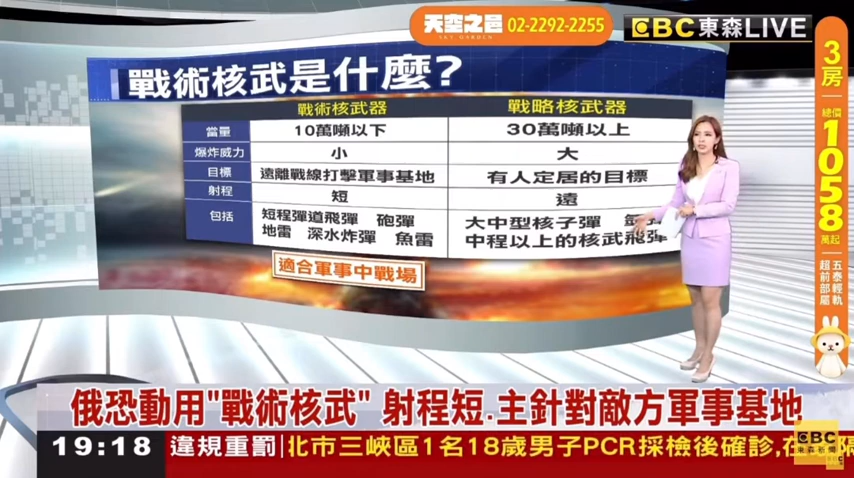 天空之邑 02-2292-2255
SKY GARDEN
EBC東森LIVE
3房
總價
1058
萬起
五泰輕軌
超前部屬
戰術核武是什麼?
戰術核武器 戰略核武器
當量 10萬噸以下 30萬噸以上
爆炸威力 小 大
目標 遠離戰線打擊軍事基地 有人定居的目標
射程 短 遠
包括 短程彈道飛彈 砲彈 大中型核子彈
地雷 深水炸彈 魚雷 中程以上的核武飛彈
適合軍事中戰場
俄恐動用"戰術核武" 射程短.主針對敵方軍事基地
19:18 違規重罰|北市三峽區1名18歲男子PCR採檢後確診,在
EBC
東森新聞